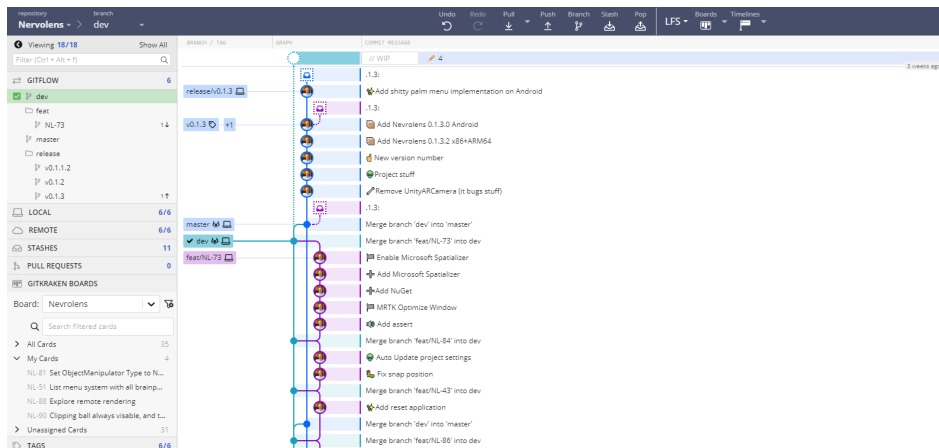 repository
branch
Nervolens
dev
Undo
Redo
Pull
Push
Branch
Stash
Pop
LFS
Boards
Timelines
Viewing 18/18
Show All
Filter (Ctrl + Alt + f)
GITFLOW 6
dev
feat
NL-73 1
master
release
v0.1.1.2
v0.1.2
v0.1.3 1
LOCAL 6/6
REMOTE 6/6
STASHES 11
PULL REQUESTS 0
GITKRAKEN BOARDS
Board: Nevrolens
Search filtered cards
All Cards 35
My Cards 4
NL-81 Set ObjectManipulator Type to N...
NL-51 List menu system with all brainp...
NL-88 Explore remote rendering
NL-90 Clipping ball always visable, and t...
Unassigned Cards 31
TAGS 6/6
BRANCH / TAG
GRAPH
COMMIT MESSAGE
// WIP 4
3 weeks ago
.1.3:
release/v0.1.3
Add shitty palm menu implementation on Android
.1.3:
v0.1.3 +1
Add Nevrolens 0.1.3.0 Android
Add Nevrolens 0.1.3.2 x86+ARM64
New version number
Project stuff
Remove UnityARCamera (it bugs stuff)
.1.3:
master
Merge branch 'dev' into 'master'
dev
Merge branch 'feat/NL-73' into dev
feat/NL-73
Enable Microsoft Spatializer
Add Microsoft Spatializer
Add NuGet
MRTK Optimize Window
Add assert
Merge branch 'feat/NL-84' into dev
Auto Update project settings
Fix snap position
Merge branch 'feat/NL-43' into dev
Add reset application
Merge branch 'dev' into 'master'
Merge branch 'feat/NL-86' into dev